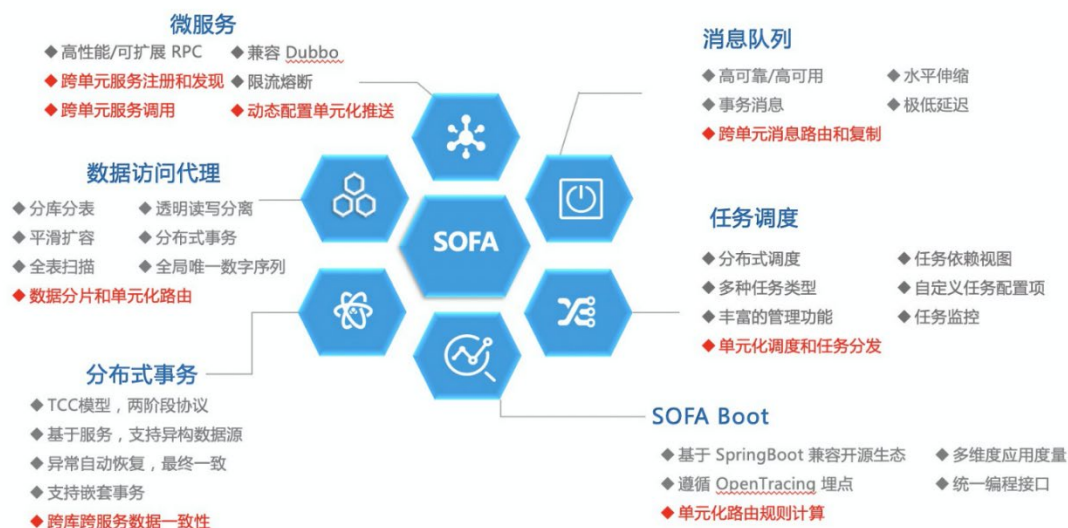 微服务
◆高性能/可扩展 RPC ◆兼容 Dubbo
◆跨单元服务注册和发现 ◆限流熔断
◆跨单元服务调用 ◆动态配置单元化推送
消息队列
◆高可靠/高可用 ◆水平伸缩
◆事务消息 ◆极低延迟
◆跨单元消息路由和复制
数据访问代理
◆分库分表 ◆透明读写分离
◆平滑扩容 ◆分布式事务
◆全表扫描 ◆全局唯一数字序列
◆数据分片和单元化路由
SOFA
任务调度
◆分布式调度 ◆任务依赖视图
◆多种任务类型 ◆自定义任务配置项
◆丰富的管理功能 ◆任务监控
◆单元化调度和任务分发
分布式事务
◆TCC模型，两阶段协议
◆基于服务，支持异构数据源
◆异常自动恢复，最终一致
◆支持嵌套事务
◆跨库跨服务数据一致性
SOFA Boot
◆基于 SpringBoot 兼容开源生态 ◆多维度应用度量
◆遵循 OpenTracing 埋点 ◆统一编程接口
◆单元化路由规则计算